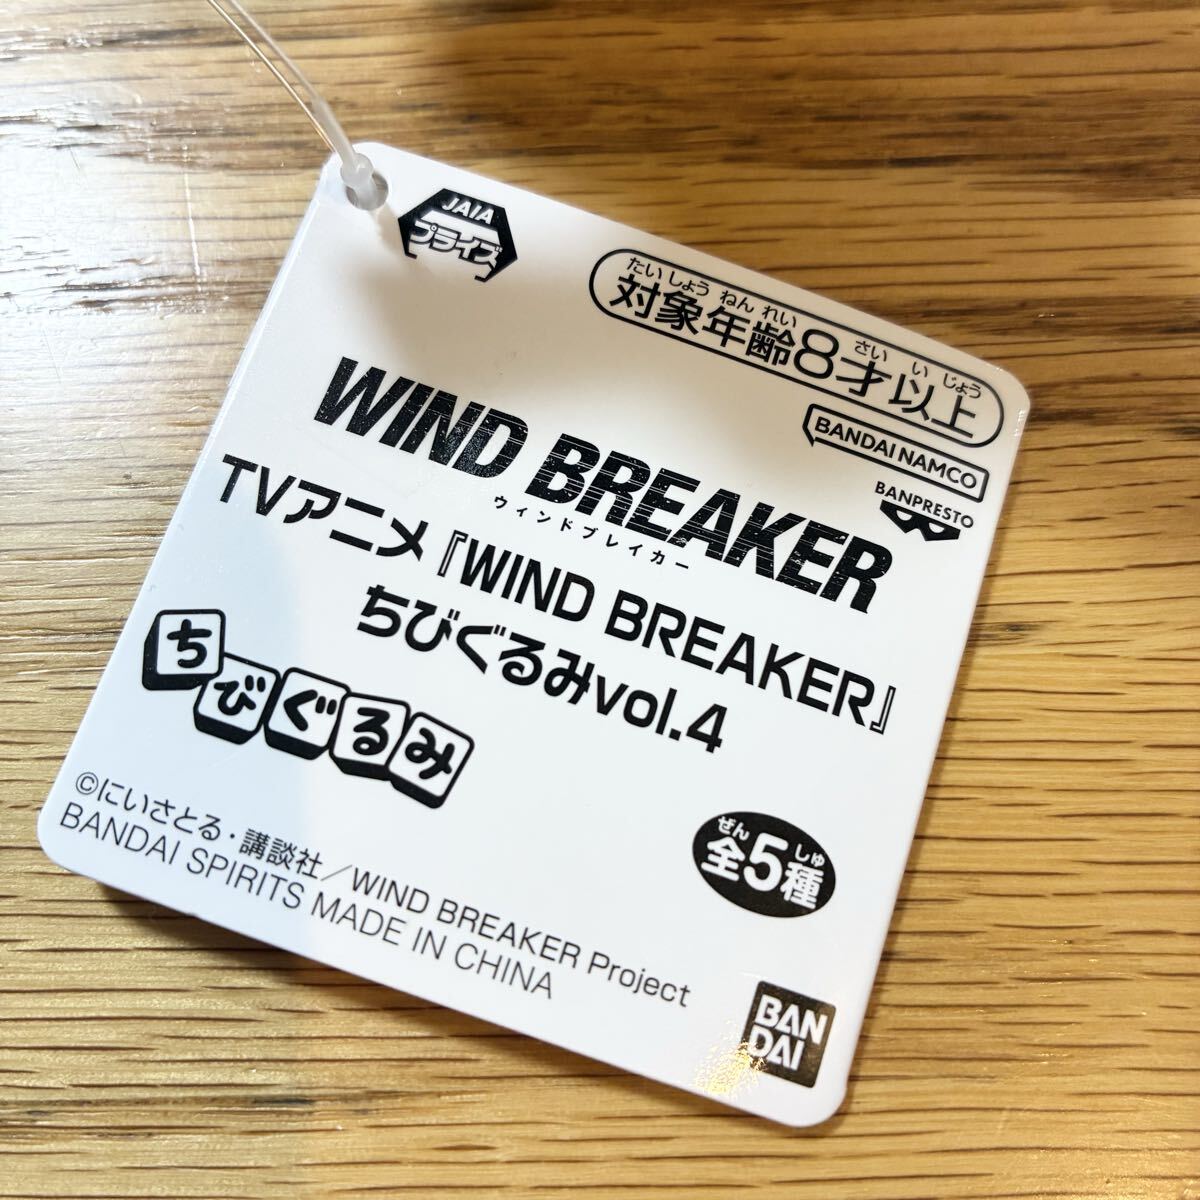 JAIA
プライズ
たいしょうねんれい さいいじょう
対象年齢8才以上
BANDAI NAMCO
BANPRESTO
WIND BREAKER
ウィンドブレイカー
TVアニメ『WIND BREAKER』
ちびぐるみvol.4
ちびぐるみ
ぜん しゅ
全5種
©にいさとる・講談社／WIND BREAKER Project
BANDAI SPIRITS MADE IN CHINA
BAN
DAI